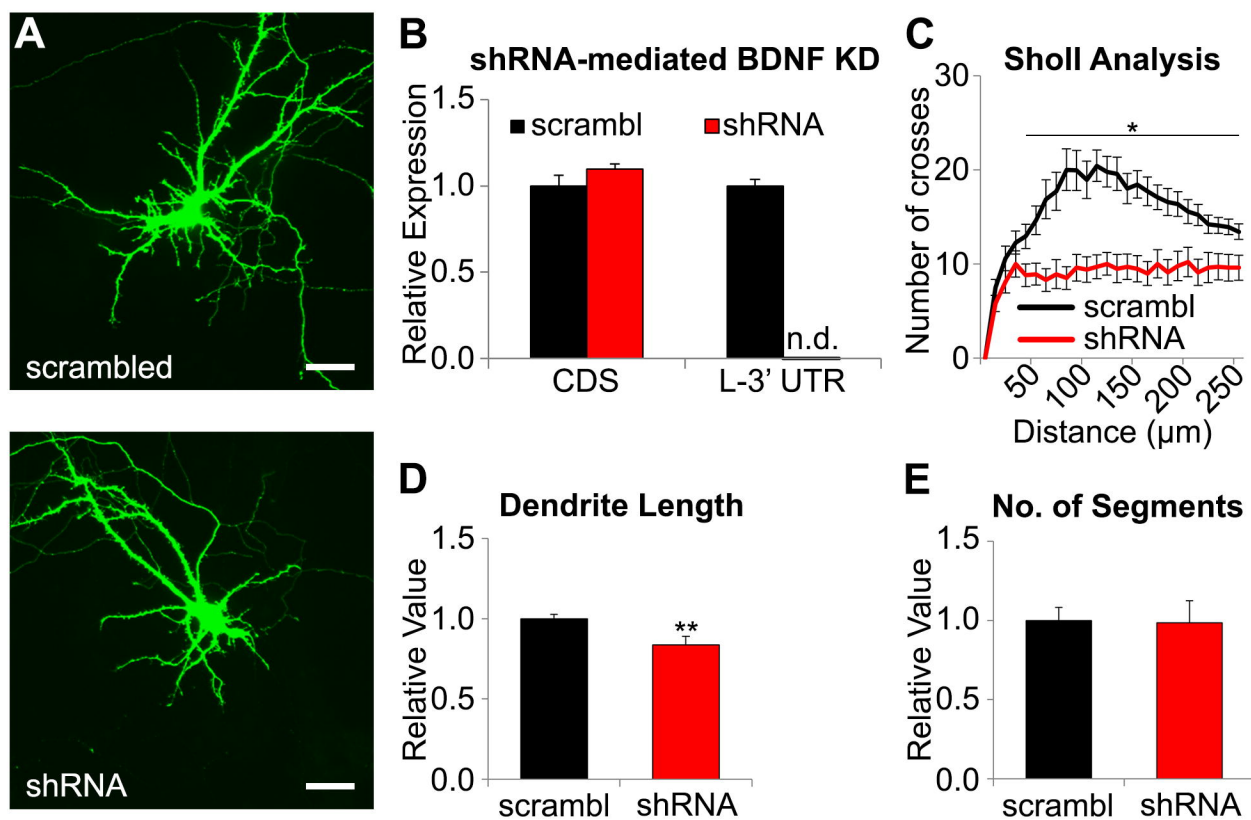 A
scrambled
shRNA
B
shRNA-mediated BDNF KD
Relative Expression
1.5
1.0
0.5
0.0
scrambl
shRNA
n.d.
CDS
L-3' UTR
C
Sholl Analysis
Number of crosses
30
20
10
0
*
scrambl
shRNA
50
100
150
200
250
Distance (µm)
D
Dendrite Length
Relative Value
1.5
1.0
0.5
0.0
**
scrambl
shRNA
E
No. of Segments
Relative Value
1.5
1.0
0.5
0.0
scrambl
shRNA